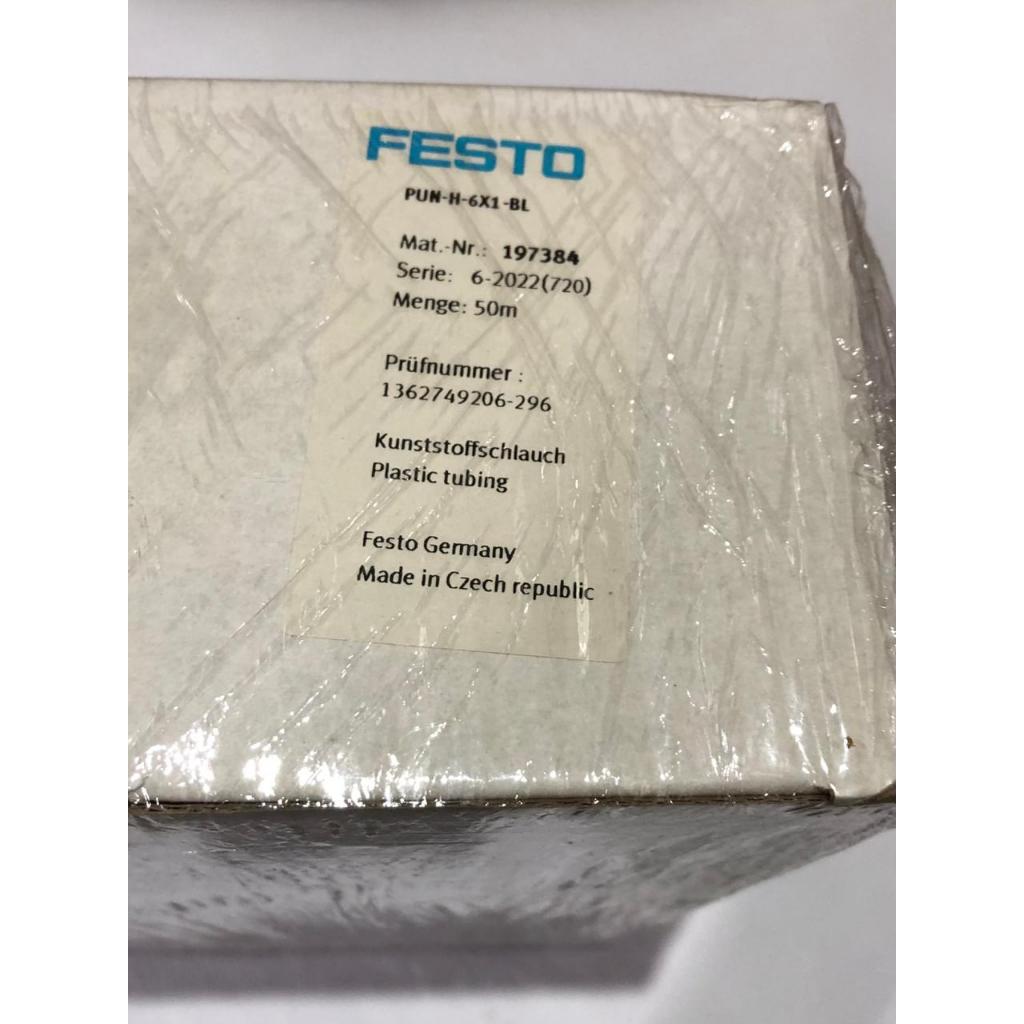 FESTO
PUN-H-6X1-BL
Mat.-Nr.: 197384
Serie: 6-2022(720)
Menge: 50m
Prüfnummer :
1362749206-296
Kunststoffschlauch
Plastic tubing
Festo Germany
Made in Czech republic